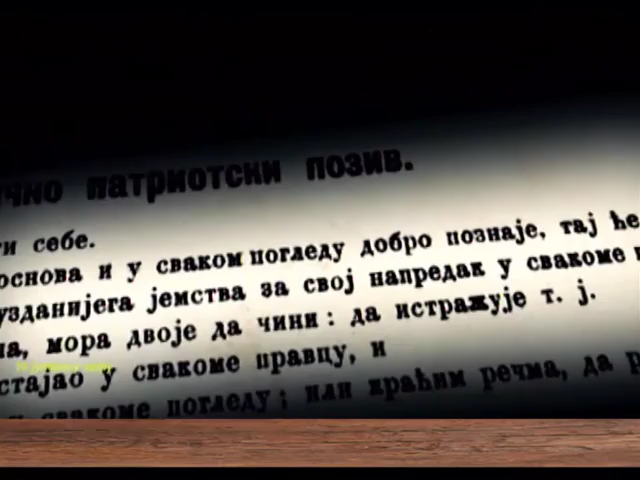 чно патриотски позив.
ти себе.
основа и у сваком погледу добро познаје, тај ће
узданијега јемства за свој напредак у свакоме
на, мора двоје да чини: да истражује т. ј.
стајао у свакоме правцу, и
и свакоме погледу; или краћим речма, да